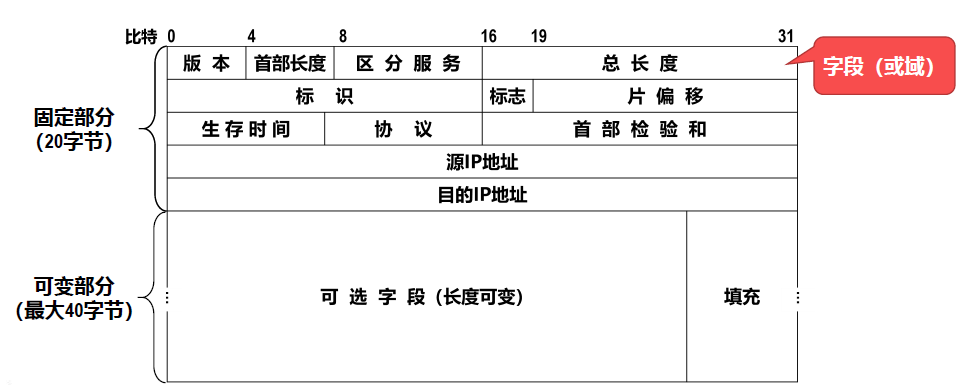 比特 0 4 8 16 19 31
版 本 首部长度 区 分 服 务 总 长 度
字段（或域）
标 识 标志 片 偏 移
固定部分
（20字节）
生 存 时 间 协 议 首 部 检 验 和
源IP地址
目的IP地址
可变部分
（最大40字节）
可 选 字 段（长度可变） 填充